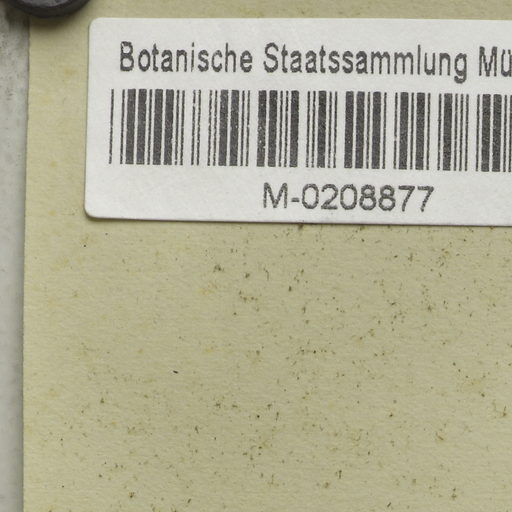 Botanische Staatssammlung Mü
M-0208877